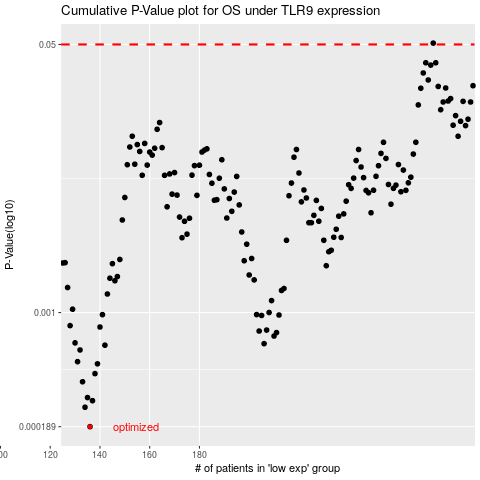 Cumulative P-Value plot for OS under TLR9 expression
P-Value(log10)
0.05
0.001
0.000189
optimized
00 120 140 160 180
# of patients in 'low exp' group